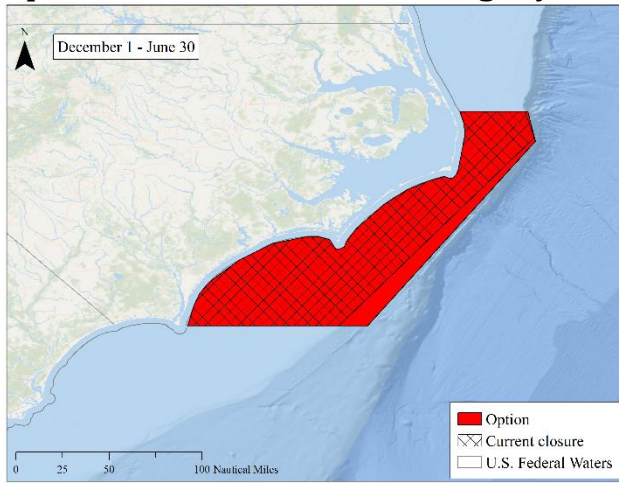 N
December 1 - June 30
Option
Current closure
U.S. Federal Waters
0 25 50 100 Nautical Miles